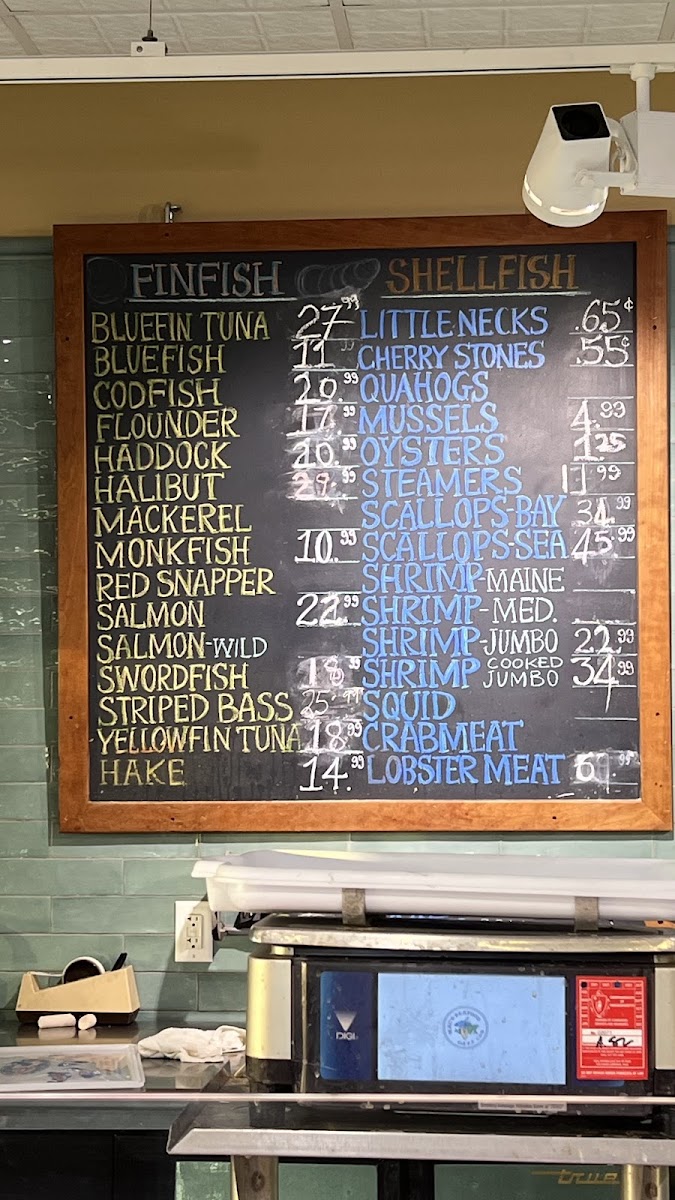 FINFISH
BLUEFIN TUNA 27.99
BLUEFISH 11
CODFISH 20.99
FLOUNDER 17.99
HADDOCK 20.99
HALIBUT 29.99
MACKEREL
MONKFISH 10.99
RED SNAPPER
SALMON 22.99
SALMON-WILD
SWORDFISH 18.99
STRIPED BASS 25.99
YELLOWFIN TUNA 18.99
HAKE 14.99
SHELLFISH
LITTLE NECKS .65¢
CHERRY STONES .55¢
QUAHOGS
MUSSELS 4.99
OYSTERS 1.25
STEAMERS 11.99
SCALLOPS-BAY 34.99
SCALLOPS-SEA 45.99
SHRIMP-MAINE
SHRIMP-MED.
SHRIMP-JUMBO 22.99
SHRIMP COOKED JUMBO 34.99
SQUID
CRABMEAT
LOBSTER MEAT
DIGI
true